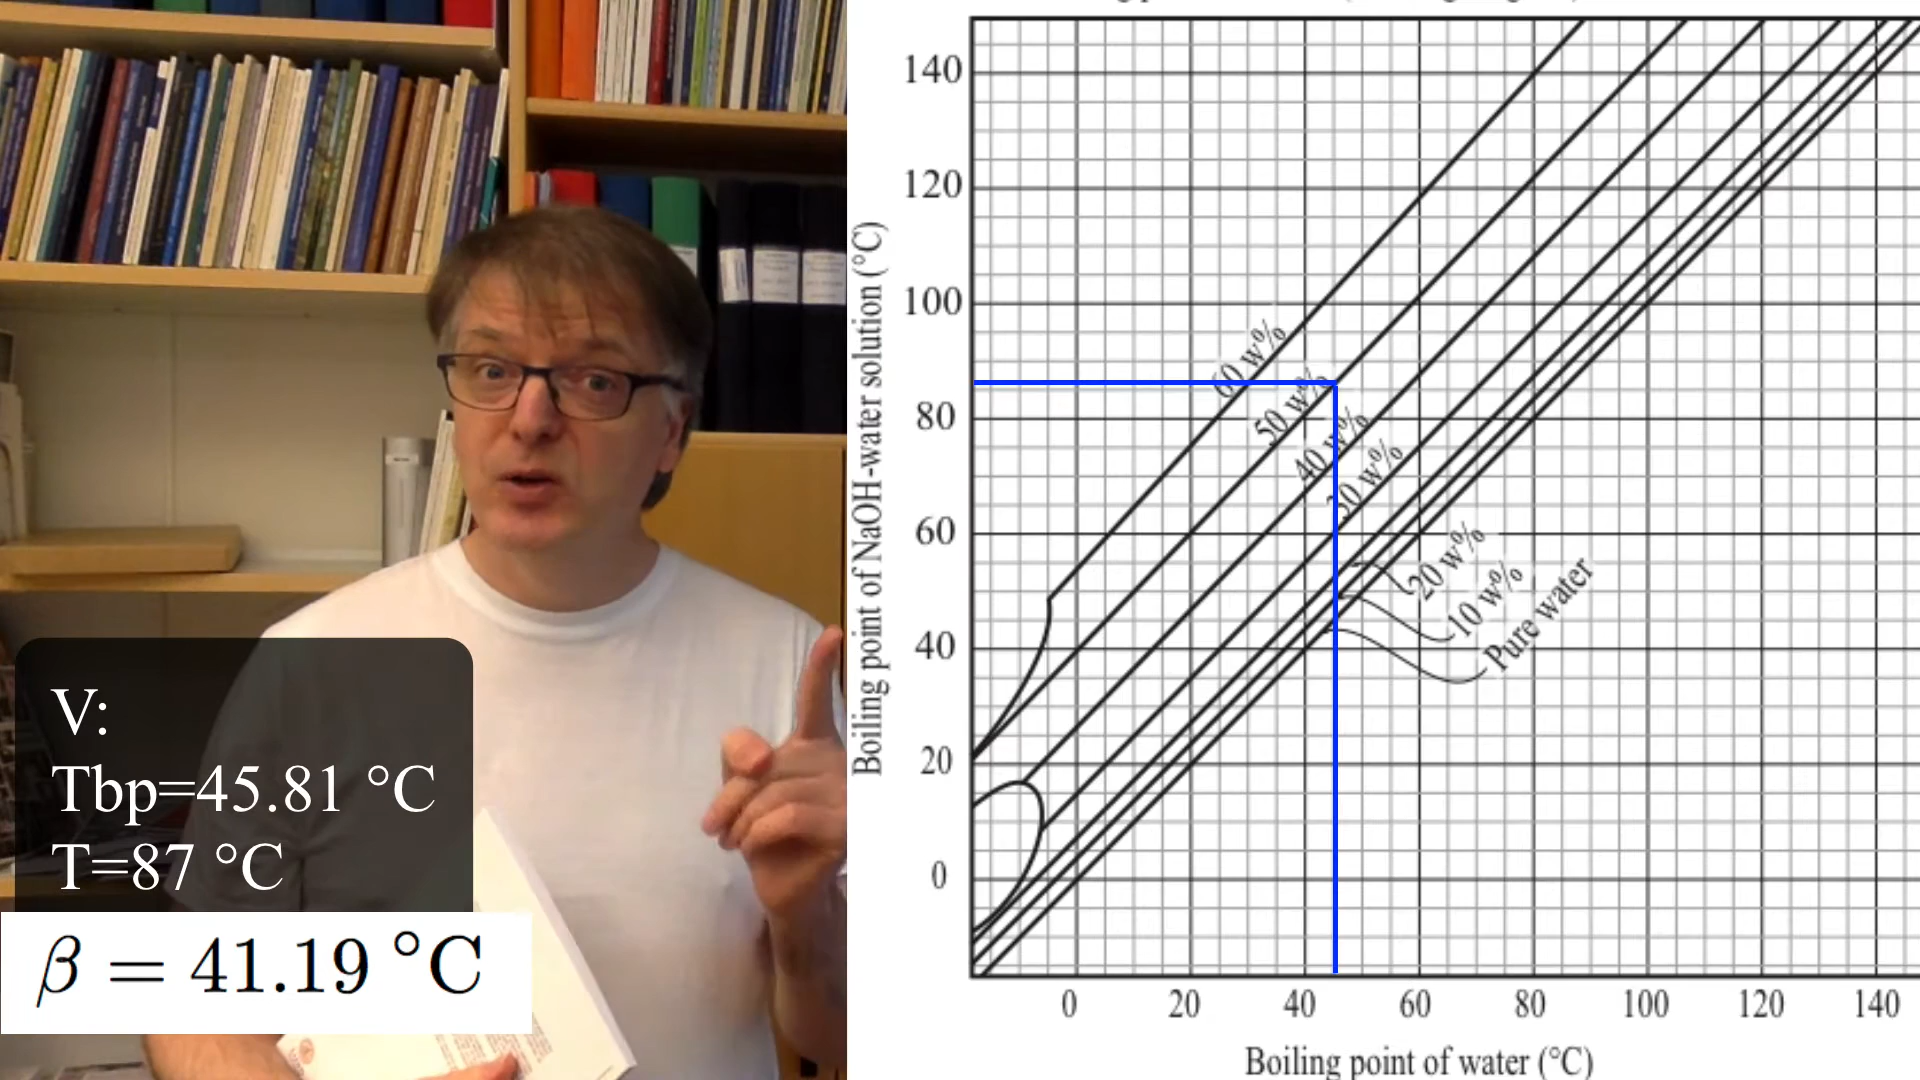 V:
Tbp=45.81 °C
T=87 °C
β = 41.19 °C
Boiling point of NaOH-water solution (°C)
140
120
100
80
60
40
20
0
60 w%
50 w%
40 w%
30 w%
20 w%
10 w%
Pure water
0 20 40 60 80 100 120 140
Boiling point of water (°C)